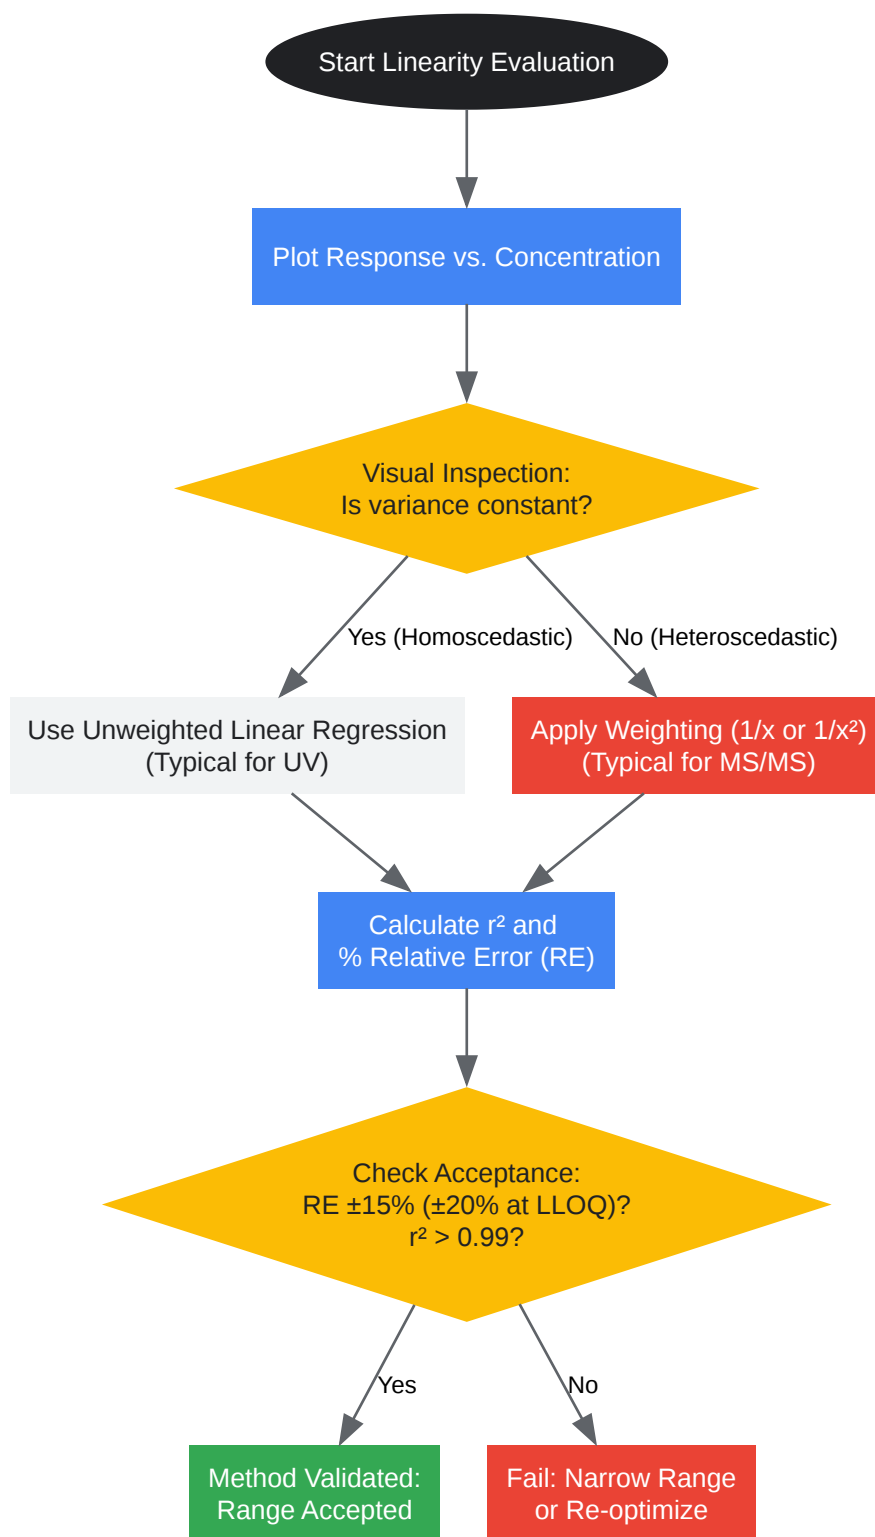 Start Linearity Evaluation
Plot Response vs. Concentration
Visual Inspection:
Is variance constant?
Yes (Homoscedastic)
No (Heteroscedastic)
Use Unweighted Linear Regression
(Typical for UV)
Apply Weighting (1/x or 1/x²)
(Typical for MS/MS)
Calculate r² and
% Relative Error (RE)
Check Acceptance:
RE ±15% (±20% at LLOQ)?
r² > 0.99?
Yes
No
Method Validated:
Range Accepted
Fail: Narrow Range
or Re-optimize